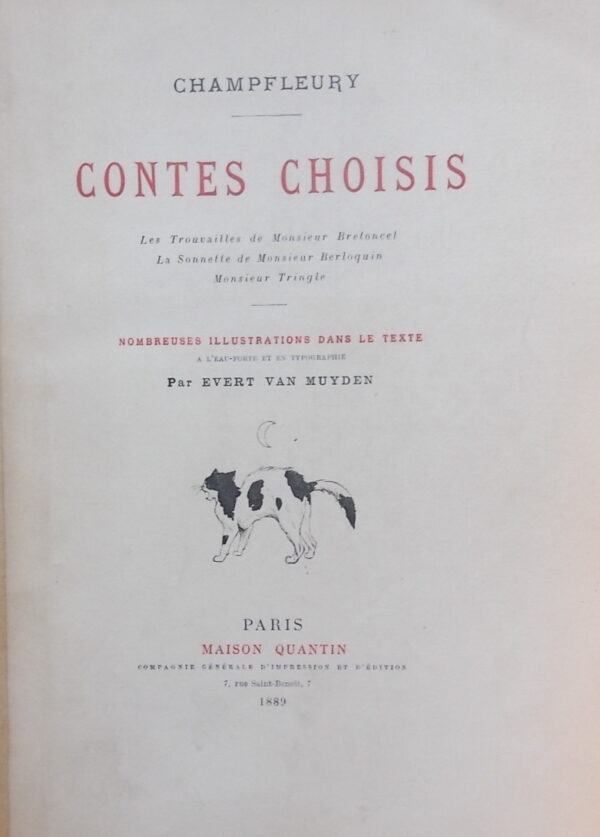 CHAMPFLEURY
CONTES CHOISIS
Les Trouvailles de Monsieur Bretoncel
La Sonnette de Monsieur Berloquin
Monsieur Tringle
NOMBREUSES ILLUSTRATIONS DANS LE TEXTE
A L'EAU-FORTE ET EN TYPOGRAPHIE
Par EVERT VAN MUYDEN
PARIS
MAISON QUANTIN
COMPAGNIE GÉNÉRALE D'IMPRESSION ET D'ÉDITION
7, rue Saint-Benoît, 7
1889